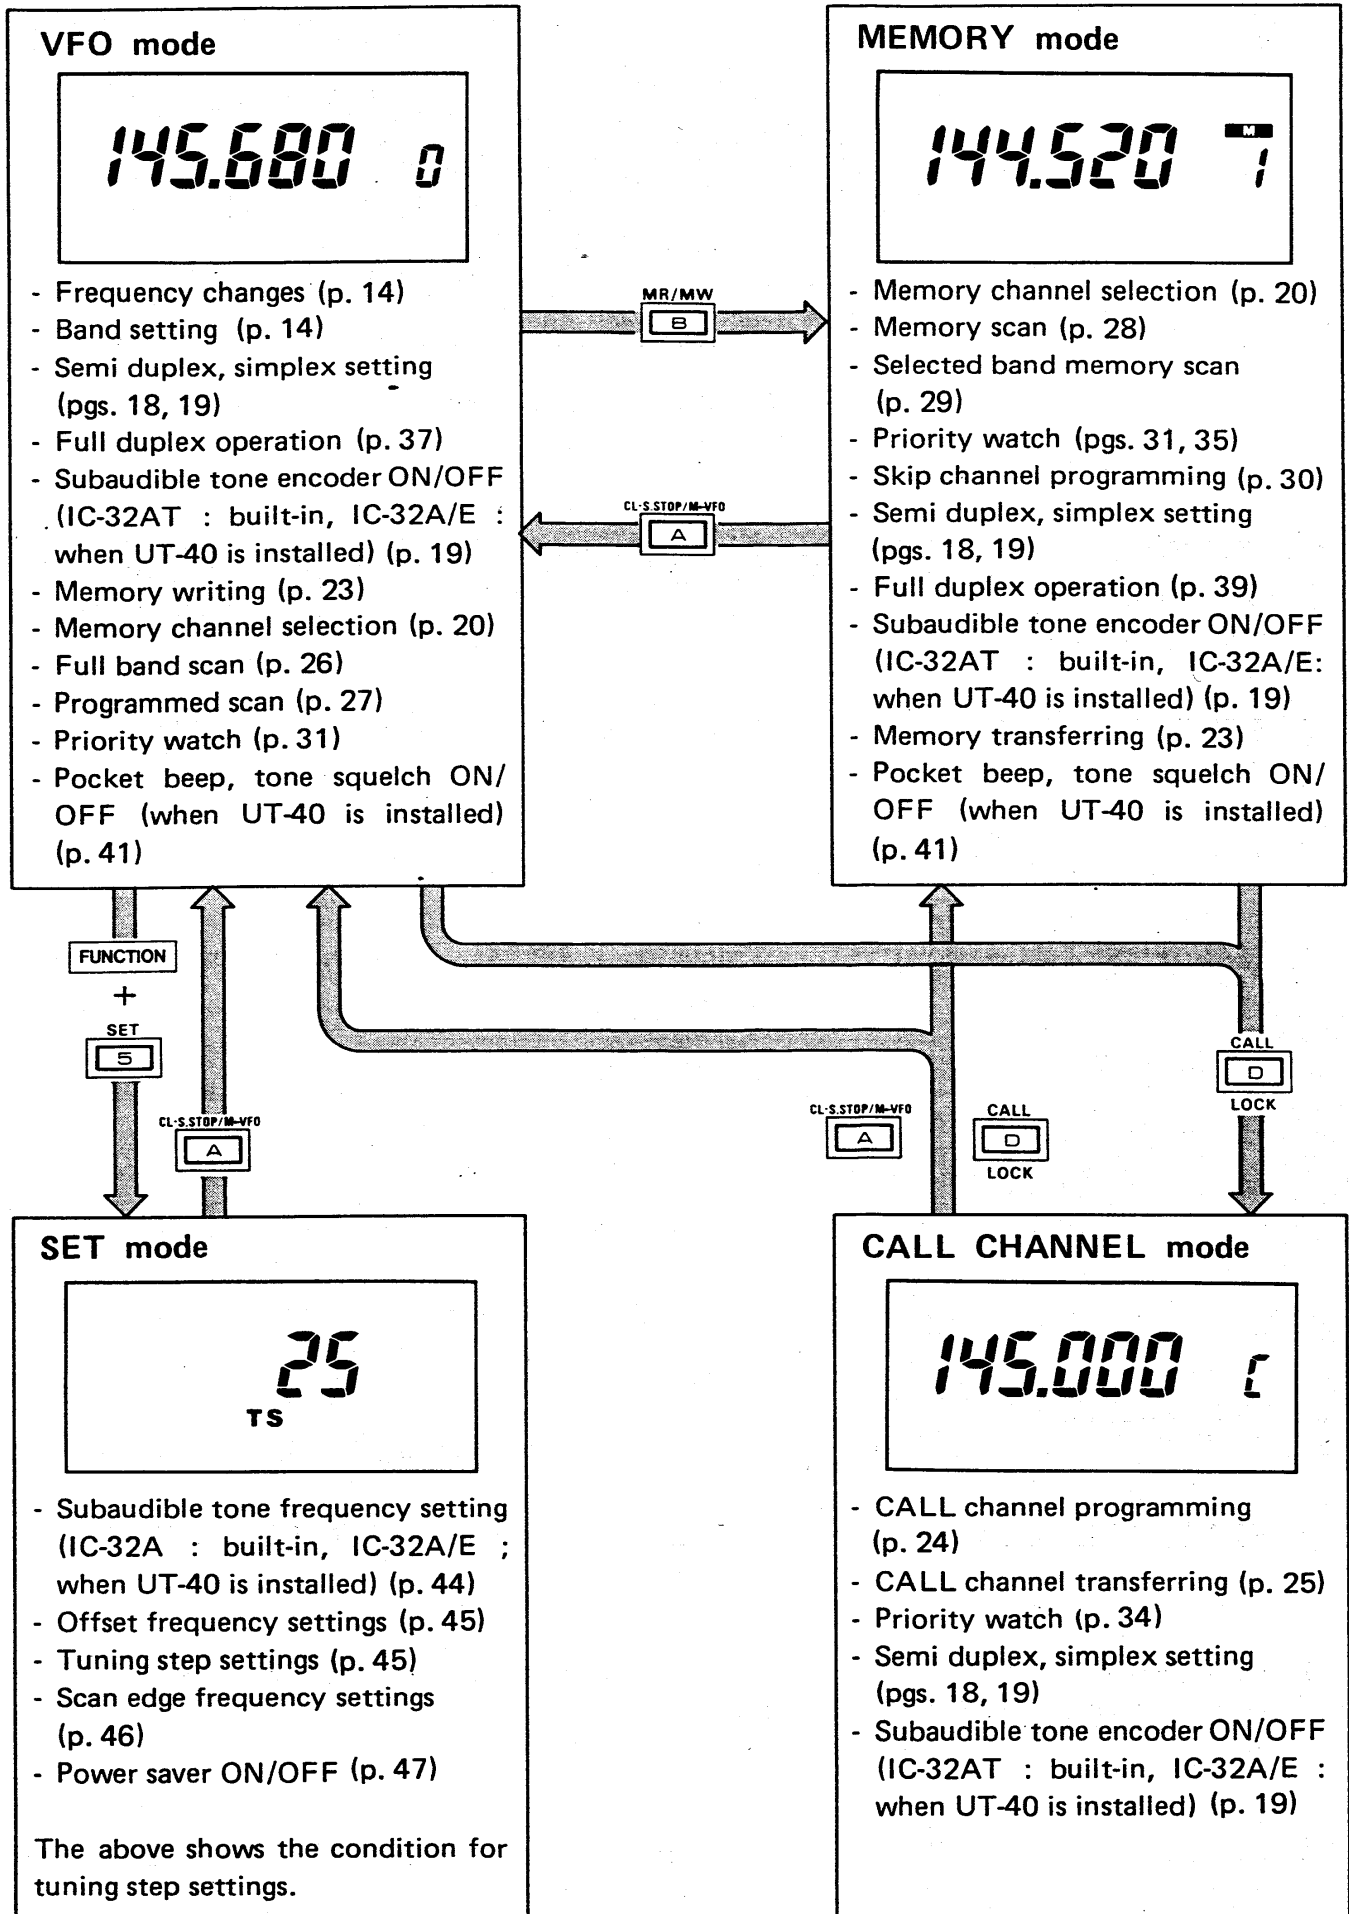 VFO mode
145.680 0
- Frequency changes (p. 14)
- Band setting (p. 14)
- Semi duplex, simplex setting
(pgs. 18, 19)
- Full duplex operation (p. 37)
- Subaudible tone encoder ON/OFF
(IC-32AT : built-in, IC-32A/E :
when UT-40 is installed) (p. 19)
- Memory writing (p. 23)
- Memory channel selection (p. 20)
- Full band scan (p. 26)
- Programmed scan (p. 27)
- Priority watch (p. 31)
- Pocket beep, tone squelch ON/
OFF (when UT-40 is installed)
(p. 41)
MR/MW
B
CL·S.STOP/M–VFO
A
MEMORY mode
M
144.520 1
- Memory channel selection (p. 20)
- Memory scan (p. 28)
- Selected band memory scan
(p. 29)
- Priority watch (pgs. 31, 35)
- Skip channel programming (p. 30)
- Semi duplex, simplex setting
(pgs. 18, 19)
- Full duplex operation (p. 39)
- Subaudible tone encoder ON/OFF
(IC-32AT : built-in, IC-32A/E:
when UT-40 is installed) (p. 19)
- Memory transferring (p. 23)
- Pocket beep, tone squelch ON/
OFF (when UT-40 is installed)
(p. 41)
FUNCTION
+
SET
5
CL·S.STOP/M–VFO
A
CL·S.STOP/M–VFO
A
CALL
D
LOCK
CALL
D
LOCK
SET mode
25
TS
- Subaudible tone frequency setting
(IC-32A : built-in, IC-32A/E ;
when UT-40 is installed) (p. 44)
- Offset frequency settings (p. 45)
- Tuning step settings (p. 45)
- Scan edge frequency settings
(p. 46)
- Power saver ON/OFF (p. 47)
The above shows the condition for
tuning step settings.
CALL CHANNEL mode
145.000 C
- CALL channel programming
(p. 24)
- CALL channel transferring (p. 25)
- Priority watch (p. 34)
- Semi duplex, simplex setting
(pgs. 18, 19)
- Subaudible tone encoder ON/OFF
(IC-32AT : built-in, IC-32A/E :
when UT-40 is installed) (p. 19)